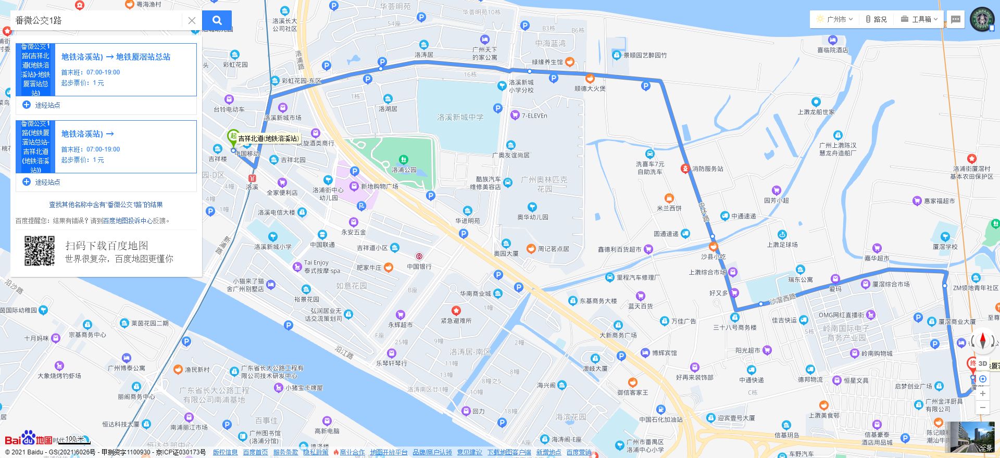 番微公交1路
番微公交1
路(吉祥北
道(地铁洛
溪站)-地铁
厦滘站总
站)
地铁洛溪站) → 地铁厦滘站总站
首末班：07:00-19:00
起步票价：1 元
途经站点
番微公交1
路(地铁厦
滘站总站-
吉祥北道
(地铁洛溪
站))
地铁洛溪站) →
首末班：07:00-19:00
起步票价：1 元
途经站点
查找其他名称中含有“番微公交1路”的结果
百度提醒您：结果有错误？请到百度地图投诉中心反馈。
扫码下载百度地图
世界很复杂，百度地图更懂你
广州市
路况
工具箱
粤海渔村
洛溪长大
公司社区
华荟明苑
华荟明苑10栋
54座
B3栋
B6栋
中海蓝湾
喜临院酒店
彩虹花园
洛浦路
洛涛居
广州天下
的家公寓
绿缘养生馆
景顺园艺醉园竹
彩虹花园-东区
16栋
洛溪新城
小学分校
顺德大火煲
1栋
洛湖居
台铃电动车
洛溪新城市场
洛溪新城中学
7-ELEVEn
上漖龙船世家
起
吉祥北道(地铁洛溪站)
庆旋酒类商行
中国移动
吉祥楼
吉祥北园
广奥友谊尚居
广州上漖陈汉
慧龙舟造船厂
洗喜车7元
自助洗车
消防服务站
洛浦公园
洛浦街厦滘村
基本农田保护区
园-D区
4幢
洛溪
全家便利店
洛浦街中心
幼儿园
新地购物广场
酷族汽车
维修美容店
广州奥林匹克
花园
园芳小超
惠家福超市
米兰西饼
中环路
中通速递
4幢
1幢
洛溪电信大楼
华进明苑
奥华幼儿园
永安五金
中国联通
圆通速递
上漖足球场
厦滘学校
新浦路
洛溪新城小学
吉祥道小区
奥园大厦
周记茗点居
鑫德利百货超市
沙县小吃
嘉华超市
Tai Enjoy
泰式按摩·spa
肥家牛庄
中国银行
上漖综合市场
瑞东公寓
里程汽车修理厂
沿沙路
小猫来了猫
舍广州别墅店
如意花园
B座
华南商业城
爱玛
厦滘综合市场
ZM领地青年社区
好又多
裕景花园
东基商务大楼
蓝天百货
沙滘西路
茵国际幼稚园
弘润居业无
话交流策划司
永辉超市
紧急避难所
1幢
OMG网红直播街
莱茵花园二期
宗基商务中心
万佳广告
三十八号商务楼
佳吉快运
厦滘商业大厦
至尊
F座
大新商务广场
5栋
岭南国际电子
商务产业园
十月妈咪
25幢
9幢
2幢
沿江路
洛涛居-南区
博辉宾馆
阳光超市
岭南购物城
乐琴轩琴行
11幢
广州博泰公寓
大象烧烤钓虾场
渔民新村
广东省长大公路工程有
限公司技术研发中心
13幢
8幢
澳岐大厦
好再来装饰部
终
3D
8幢之5
中通快递
德邦物流
恒星文具
丽阁商务中心
广东省长大公路工程
有限公司南浦基地
小猪宝卡牌屋
洛涛南区廿1幢
10幢
海兴阁
御信客家王
C栋
启梦创业广场
广州金洋厨具
有限公司
百事佳
回力
18幢
海滨花园
中国石化加油站
迎宾壹号大厦
上漖美食邨
恒达科技大厦
南浦丽江市场
高新电脑
广州图书馆
(洛浦分馆)
信基玥岛
信基豪泰
酒店用品城
陈记顺和
潮汕牛肉
Bai地图
100 米
A座
海涛阁-E座
广州市番禺区
洛浦中心小学
德泽楼
车野汽车
全景
© 2021 Baidu - GS(2021)6026号 - 甲测资字1100930 - 京ICP证030173号 版权信息 百度首页 服务条款 隐私政策 商业合作 地图开放平台 品牌/商户认领 意见建议 下载地图客户端 新增地点 百度营销